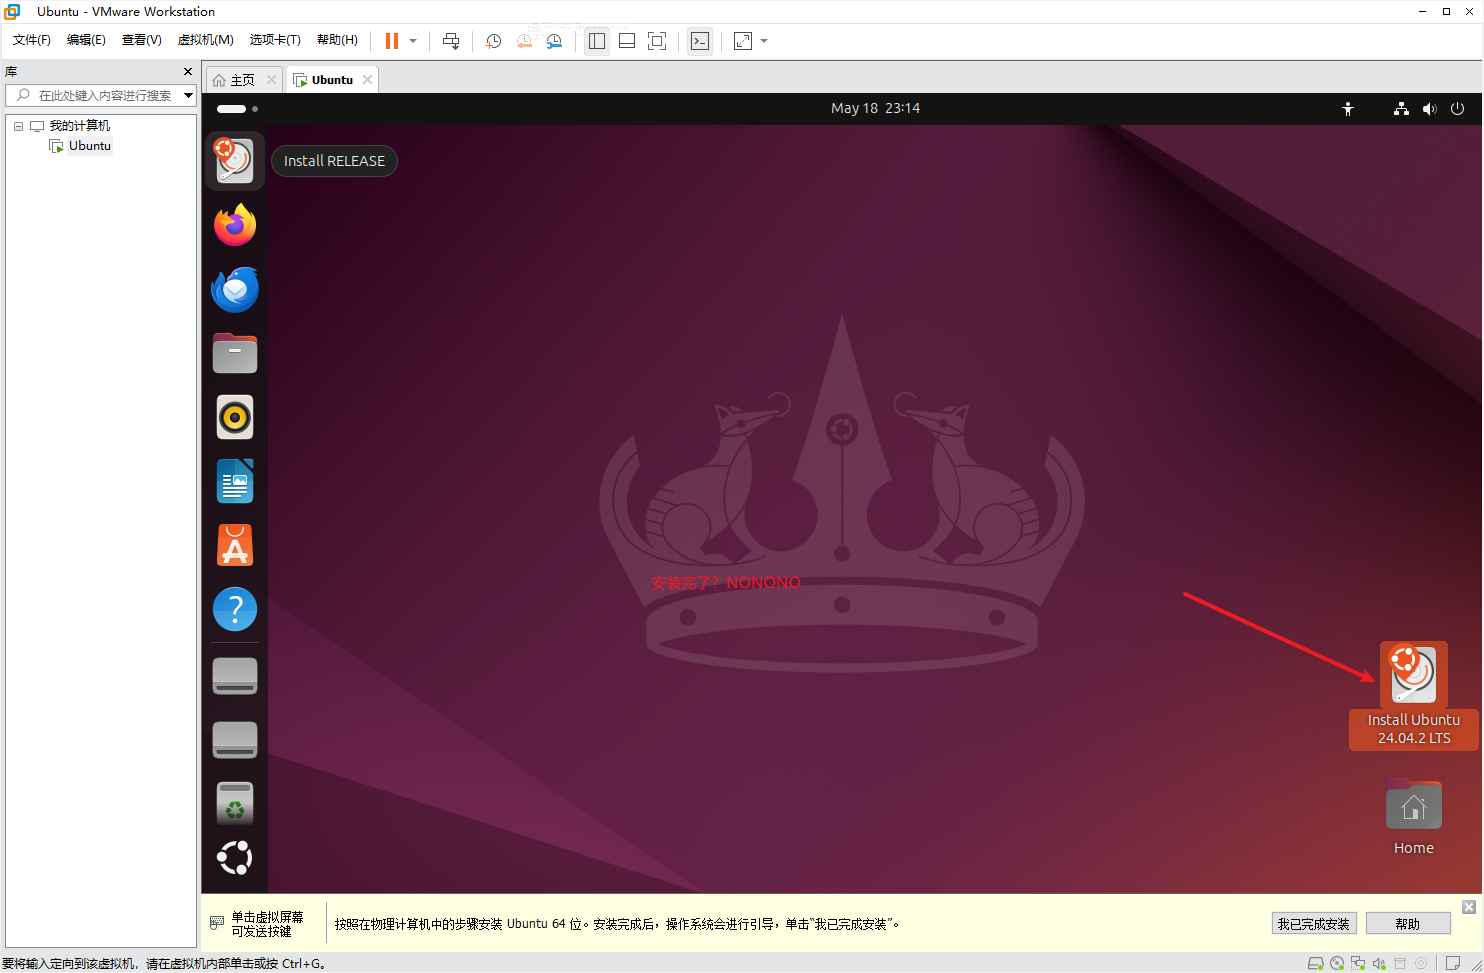 Ubuntu - VMware Workstation
文件(F) 编辑(E) 查看(V) 虚拟机(M) 选项卡(T) 帮助(H)
库
在此处键入内容进行搜索
我的计算机
Ubuntu
主页
Ubuntu
May 18 23:14
Install RELEASE
安装完了？NONONO
Install Ubuntu
24.04.2 LTS
Home
单击虚拟屏幕
可发送按键
按照在物理计算机中的步骤安装 Ubuntu 64 位。安装完成后，操作系统会进行引导，单击“我已完成安装”。
我已完成安装
帮助
要将输入定向到该虚拟机，请在虚拟机内部单击或按 Ctrl+G。